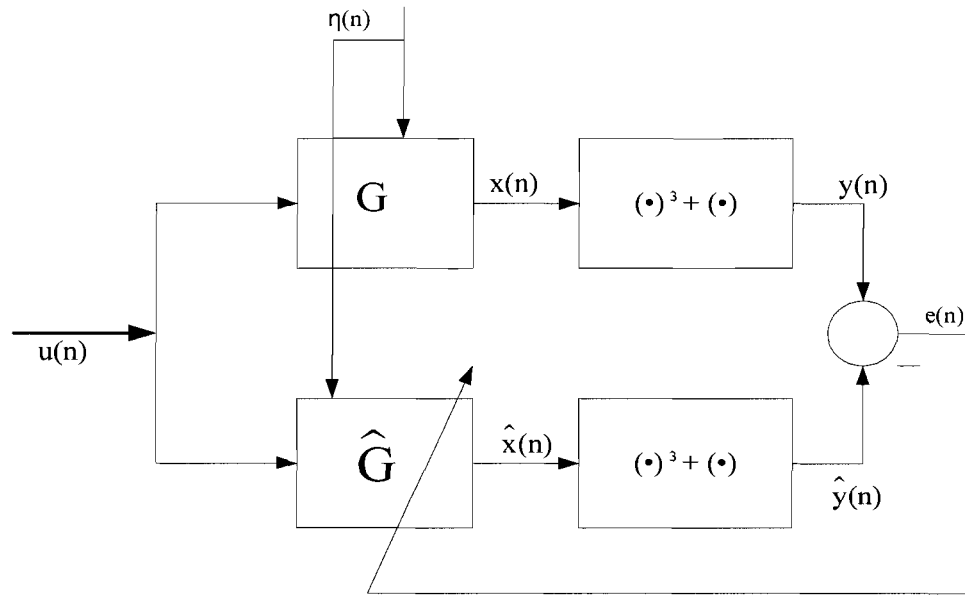 η(n)
G
x(n)
(•)³ + (•)
y(n)
u(n)
e(n)
Ĝ
x̂(n)
(•)³ + (•)
ŷ(n)